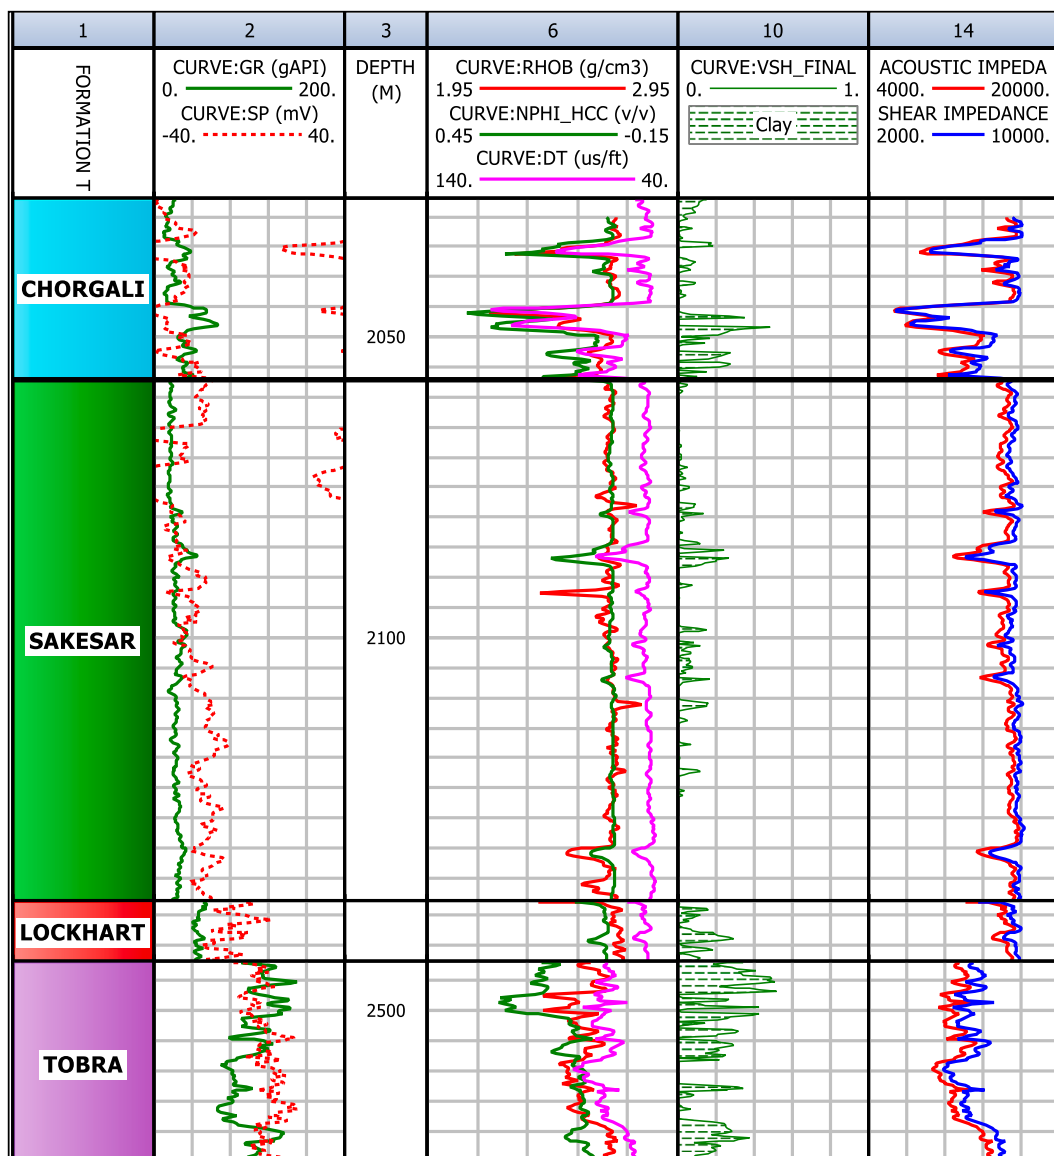 1 2 3 6 10 14
FORMATION T
CURVE:GR (gAPI)
0. 200.
CURVE:SP (mV)
-40. 40.
DEPTH
(M)
CURVE:RHOB (g/cm3)
1.95 2.95
CURVE:NPHI_HCC (v/v)
0.45 -0.15
CURVE:DT (us/ft)
140. 40.
CURVE:VSH_FINAL
0. 1.
Clay
ACOUSTIC IMPEDA
4000. 20000.
SHEAR IMPEDANCE
2000. 10000.
CHORGALI
2050
SAKESAR
2100
LOCKHART
TOBRA
2500